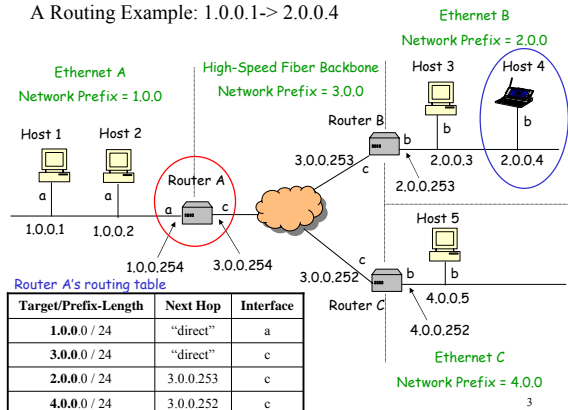 A Routing Example: 1.0.0.1-> 2.0.0.4
Ethernet B
Network Prefix = 2.0.0
Ethernet A
Network Prefix = 1.0.0
High-Speed Fiber Backbone
Network Prefix = 3.0.0
Host 3
Host 4
Host 1
Host 2
Router B
b
b
b
3.0.0.253
c
2.0.0.3
2.0.0.4
Router A
a
a
a
c
2.0.0.253
1.0.0.1
1.0.0.2
Host 5
1.0.0.254
3.0.0.254
3.0.0.252
c
b
b
Router C
4.0.0.5
4.0.0.252
Router A's routing table
Target/Prefix-Length Next Hop Interface
1.0.0.0 / 24 “direct” a
3.0.0.0 / 24 “direct” c
2.0.0.0 / 24 3.0.0.253 c
4.0.0.0 / 24 3.0.0.252 c
Ethernet C
Network Prefix = 4.0.0
3